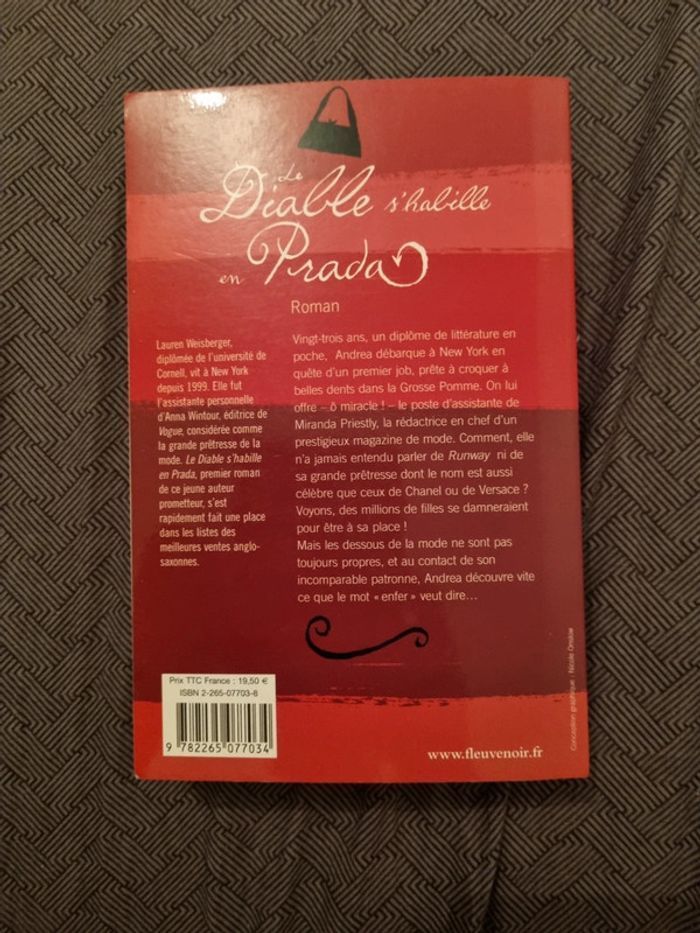 Le
Diable s'habille
en Prada
Roman
Lauren Weisberger,
diplômée de l'université de
Cornell, vit à New York
depuis 1999. Elle fut
l'assistante personnelle
d'Anna Wintour, éditrice de
Vogue, considérée comme
la grande prêtresse de la
mode. Le Diable s'habille
en Prada, premier roman
de ce jeune auteur
prometteur, s'est
rapidement fait une place
dans les listes des
meilleures ventes anglo-
saxonnes.
Vingt-trois ans, un diplôme de littérature en
poche, Andrea débarque à New York en
quête d'un premier job, prête à croquer à
belles dents dans la Grosse Pomme. On lui
offre – ô miracle ! – le poste d'assistante de
Miranda Priestly, la rédactrice en chef d'un
prestigieux magazine de mode. Comment, elle
n'a jamais entendu parler de Runway ni de
sa grande prêtresse dont le nom est aussi
célèbre que ceux de Chanel ou de Versace ?
Voyons, des millions de filles se damneraient
pour être à sa place !
Mais les dessous de la mode ne sont pas
toujours propres, et au contact de son
incomparable patronne, Andrea découvre vite
ce que le mot « enfer » veut dire...
Prix TTC France : 19,50 €
ISBN 2-265-07703-8
9 782265 077034
www.fleuvenoir.fr
Conception graphique : Nicole Onslow